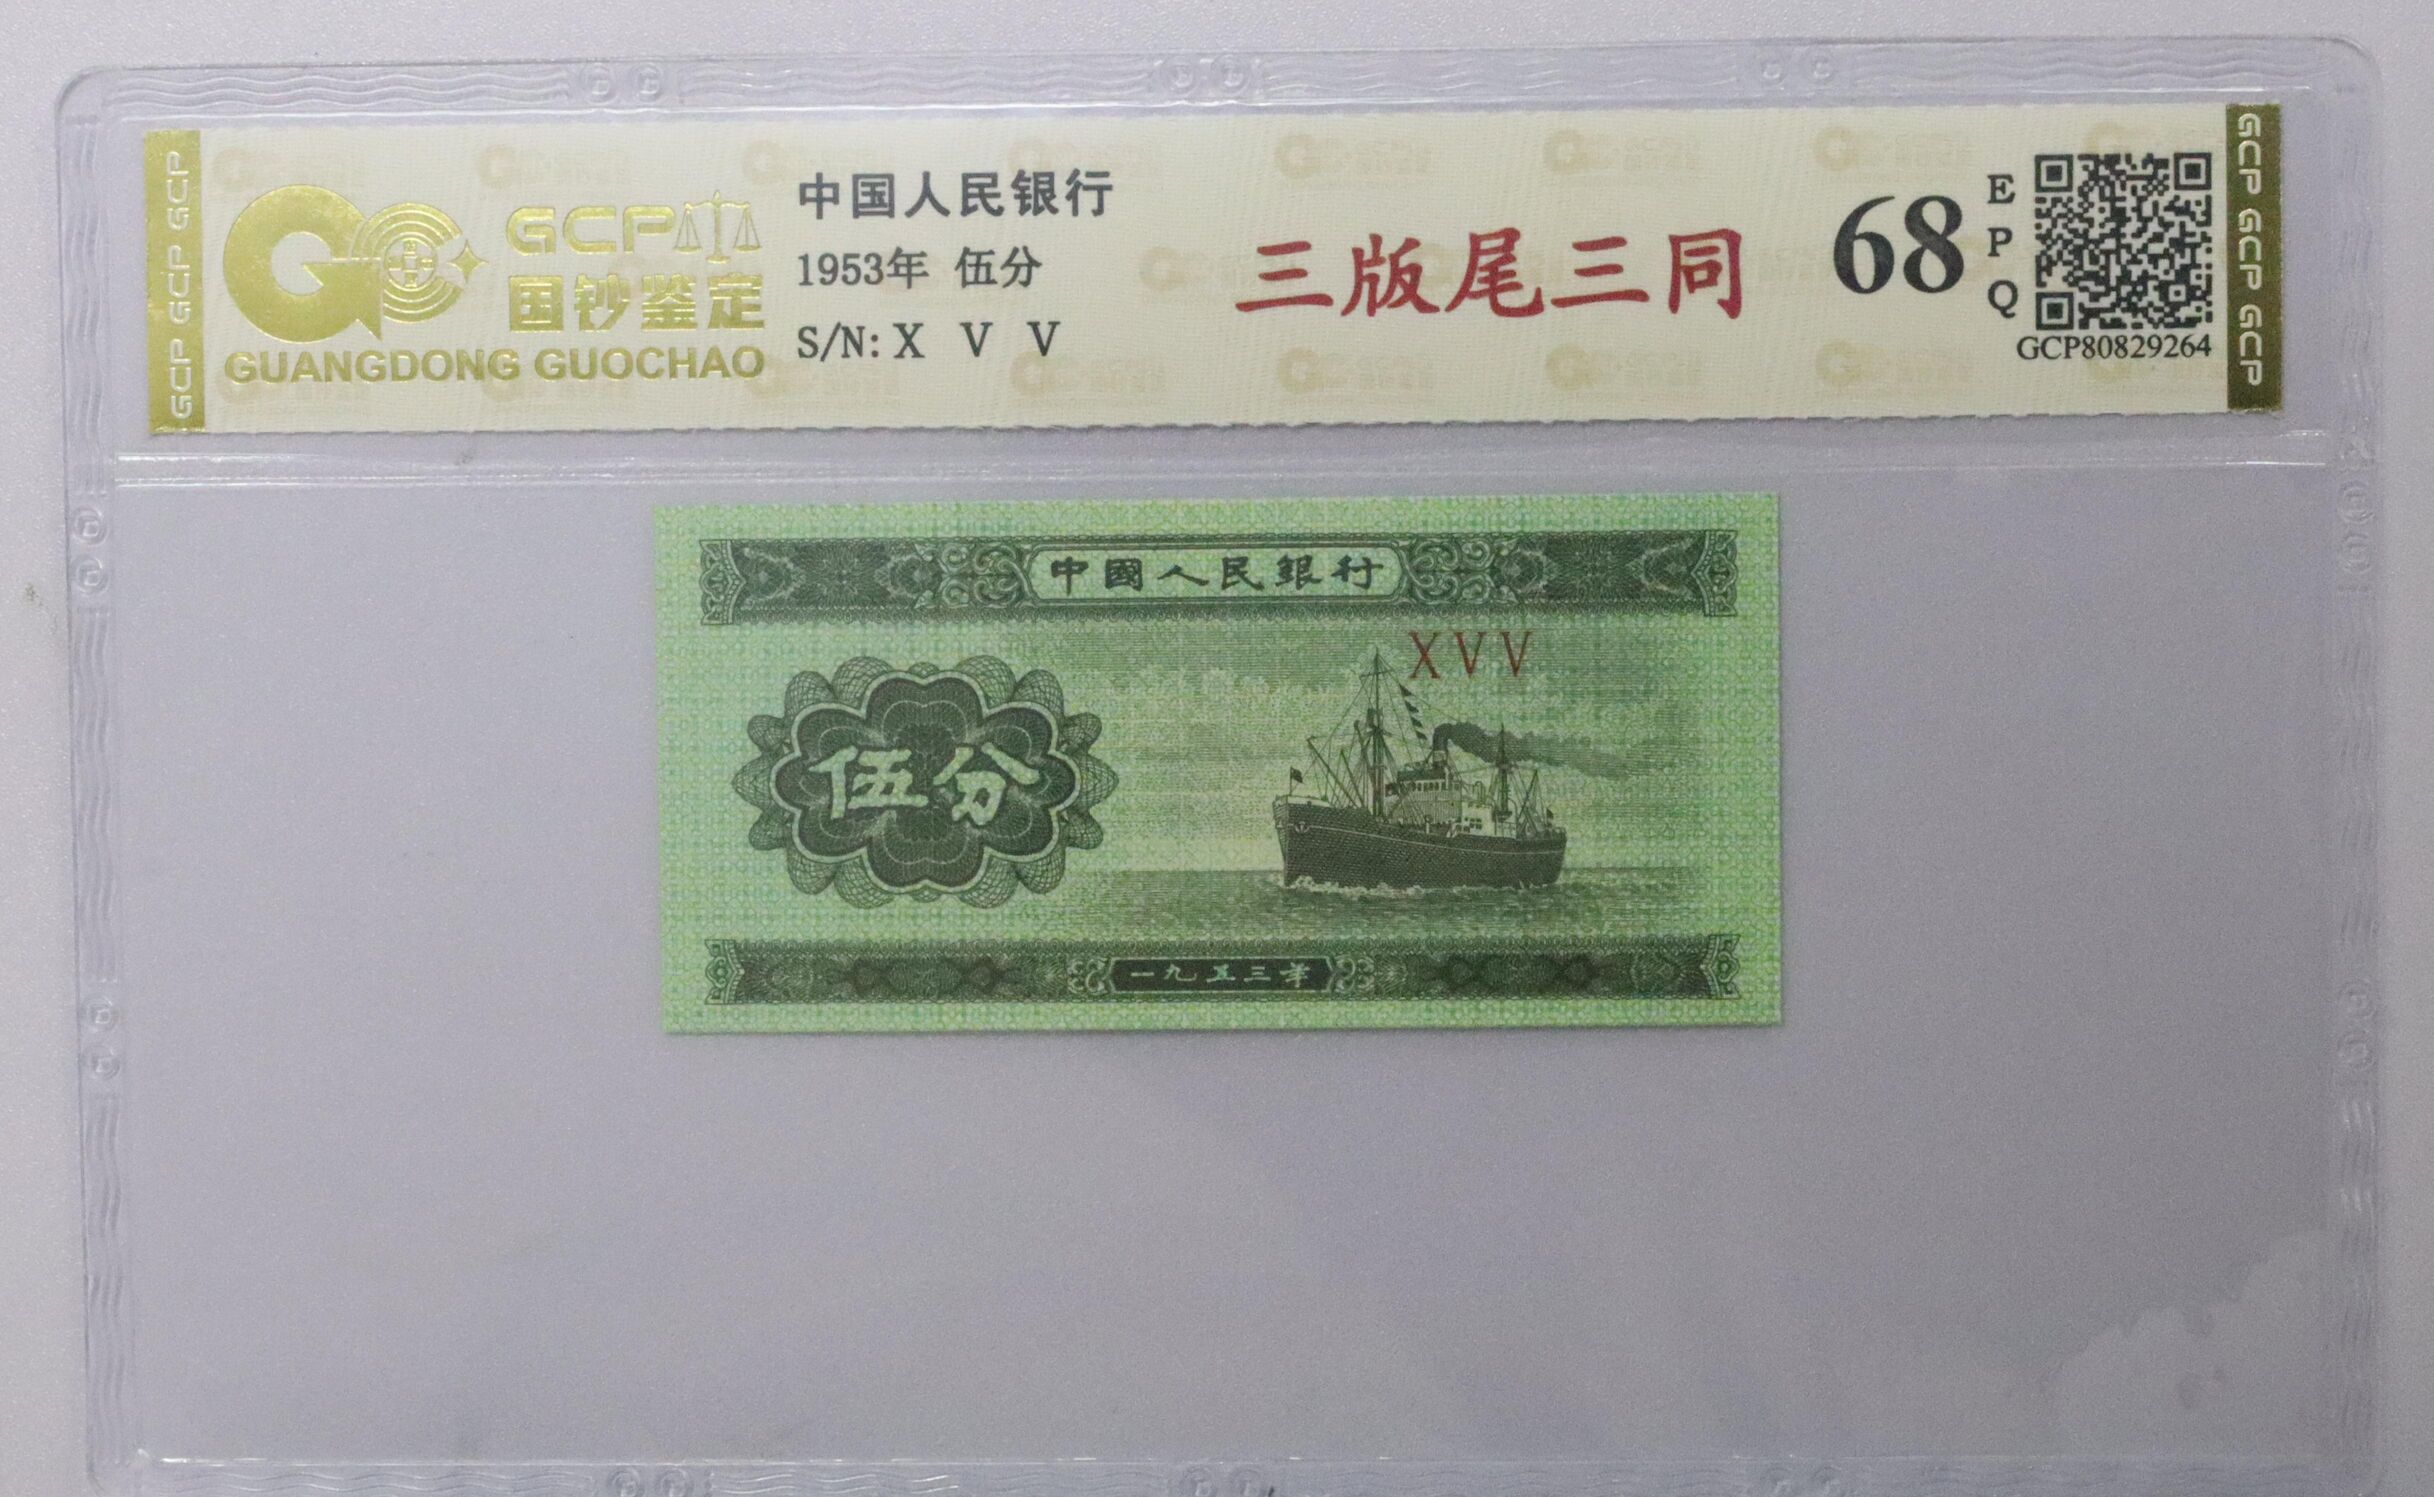 GCP GCP GCP
GCP
国钞鉴定
GUANGDONG GUOCHAO
中国人民银行
1953年 伍分
S/N: X V V
三版尾三同
68
E
P
Q
GCP80829264
GCP GCP GCP
中國人民銀行
XVV
伍分
一九五三年